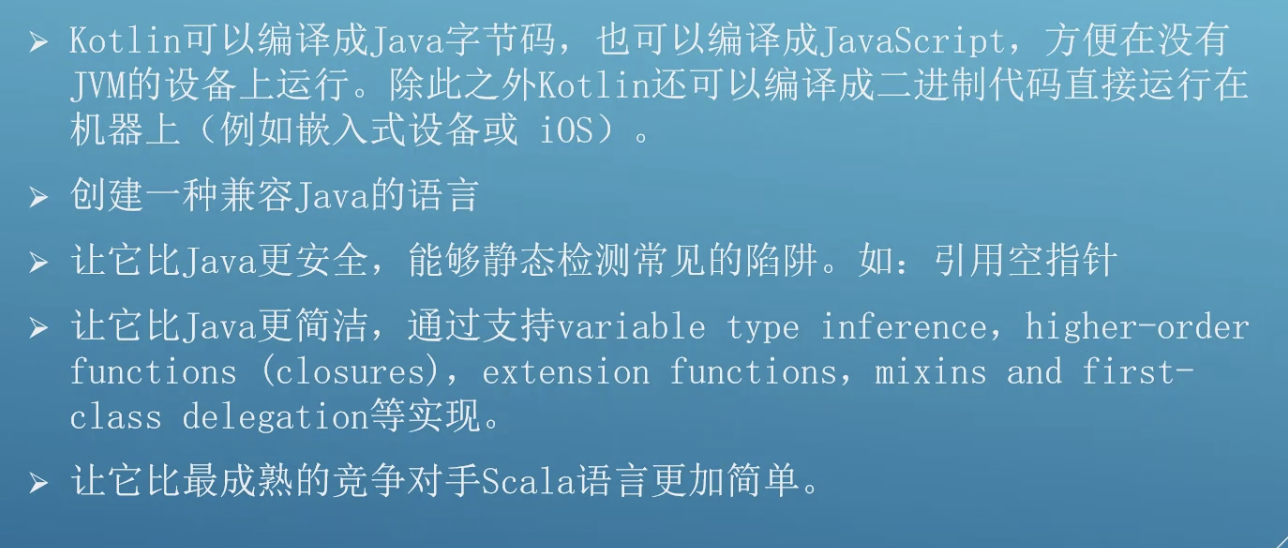 ➢ Kotlin可以编译成Java字节码，也可以编译成JavaScript，方便在没有
JVM的设备上运行。除此之外Kotlin还可以编译成二进制代码直接运行在
机器上（例如嵌入式设备或 iOS）。
➢ 创建一种兼容Java的语言
➢ 让它比Java更安全，能够静态检测常见的陷阱。如：引用空指针
➢ 让它比Java更简洁，通过支持variable type inference，higher-order
functions (closures)，extension functions，mixins and first-
class delegation等实现。
➢ 让它比最成熟的竞争对手Scala语言更加简单。